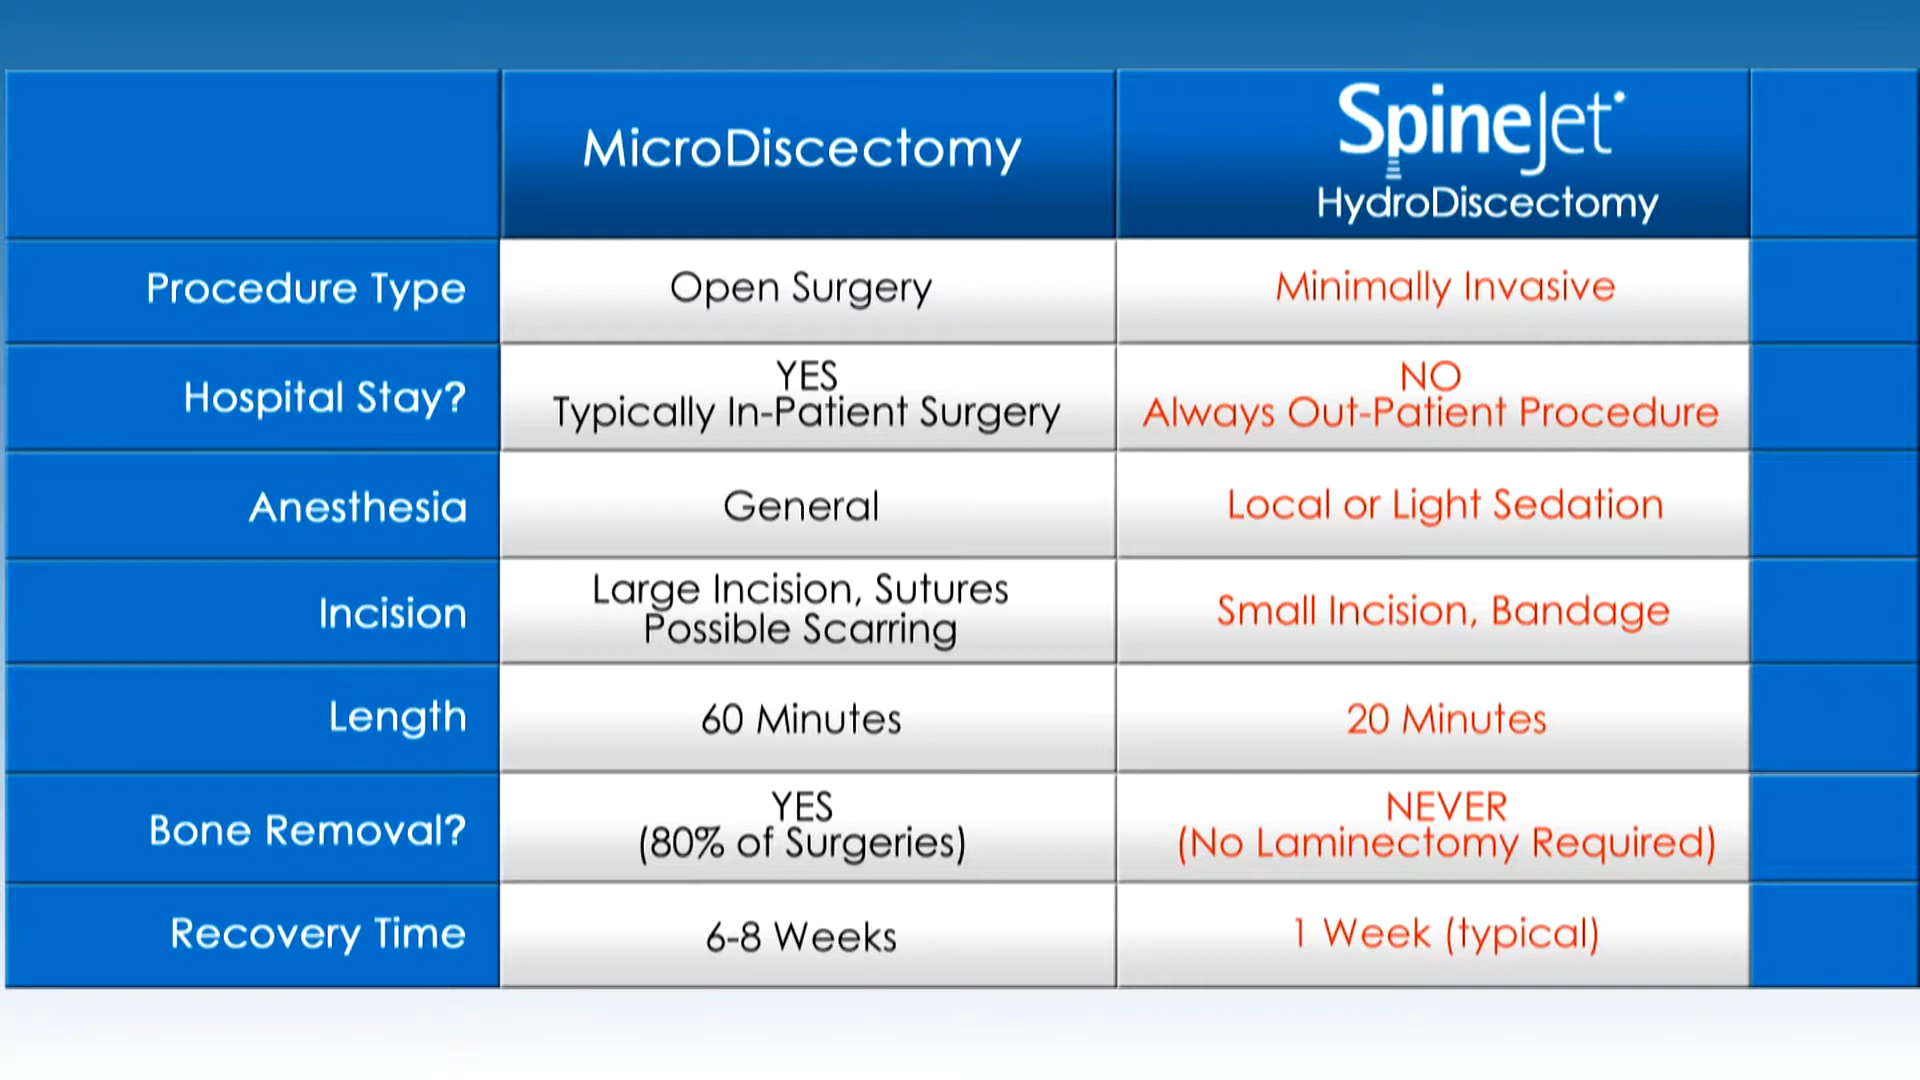 MicroDiscectomy
SpineJet
HydroDiscectomy
Procedure Type
Open Surgery
Minimally Invasive
Hospital Stay?
YES
Typically In-Patient Surgery
NO
Always Out-Patient Procedure
Anesthesia
General
Local or Light Sedation
Incision
Large Incision, Sutures
Possible Scarring
Small Incision, Bandage
Length
60 Minutes
20 Minutes
Bone Removal?
YES
(80% of Surgeries)
NEVER
(No Laminectomy Required)
Recovery Time
6-8 Weeks
1 Week (typical)